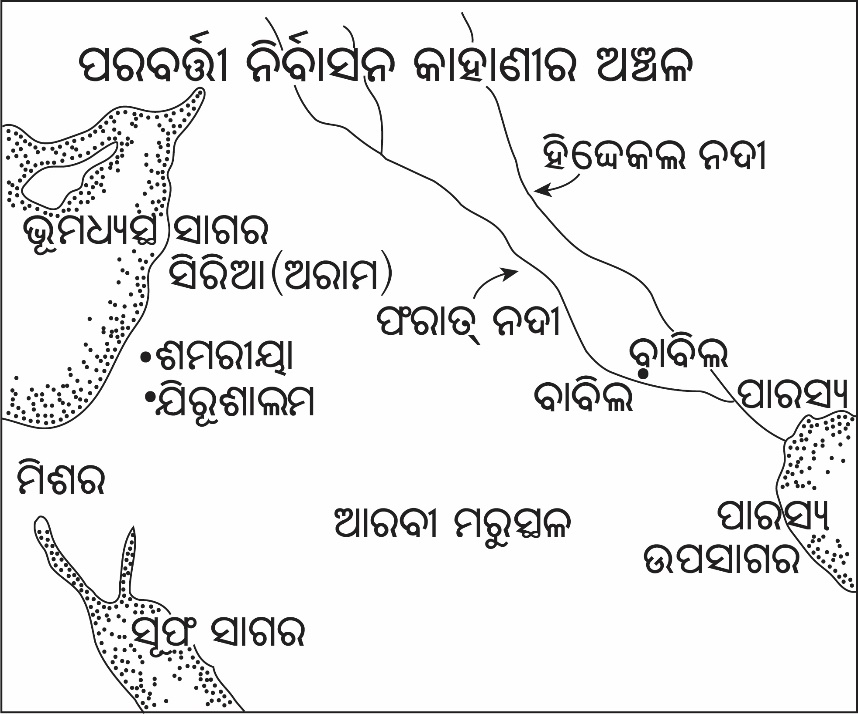 ପରବର୍ତ୍ତୀ ନିର୍ବାସନ କାହାଣୀର ଅଞ୍ଚଳ
ହିଦ୍ଦେକଲ ନଦୀ
ଭୂମଧ୍ୟସ୍ଥ ସାଗର
ସିରିଆ(ଅରାମ)
ଫରାତ୍ ନଦୀ
ଶମରୀୟା
ବାବିଲ
ଯିରୂଶାଲମ
ବାବିଲ
ପାରସ୍ୟ
ମିଶର
ଆରବୀ ମରୁସ୍ଥଳ
ପାରସ୍ୟ
ଉପସାଗର
ସୂଫ ସାଗର